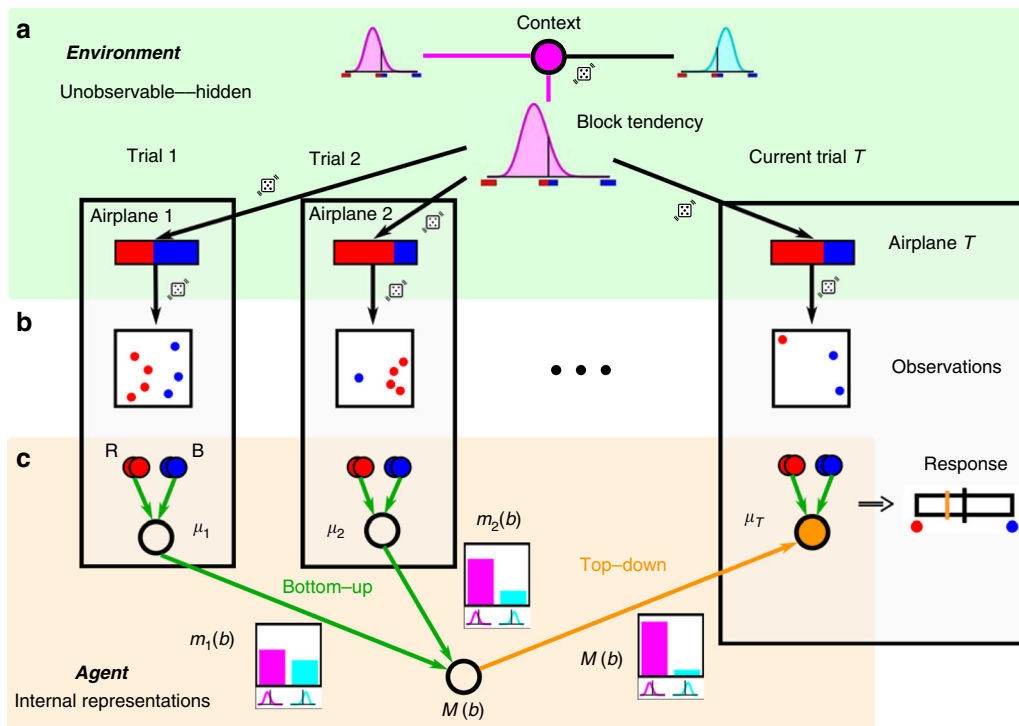 a
Context
Environment
Unobservable––hidden
Block tendency
Trial 1
Trial 2
Current trial T
Airplane 1
Airplane 2
Airplane T
b
Observations
c
R
B
Response
μ1
μ2
m2(b)
μT
Bottom–up
Top–down
m1(b)
M (b)
Agent
Internal representations
M (b)